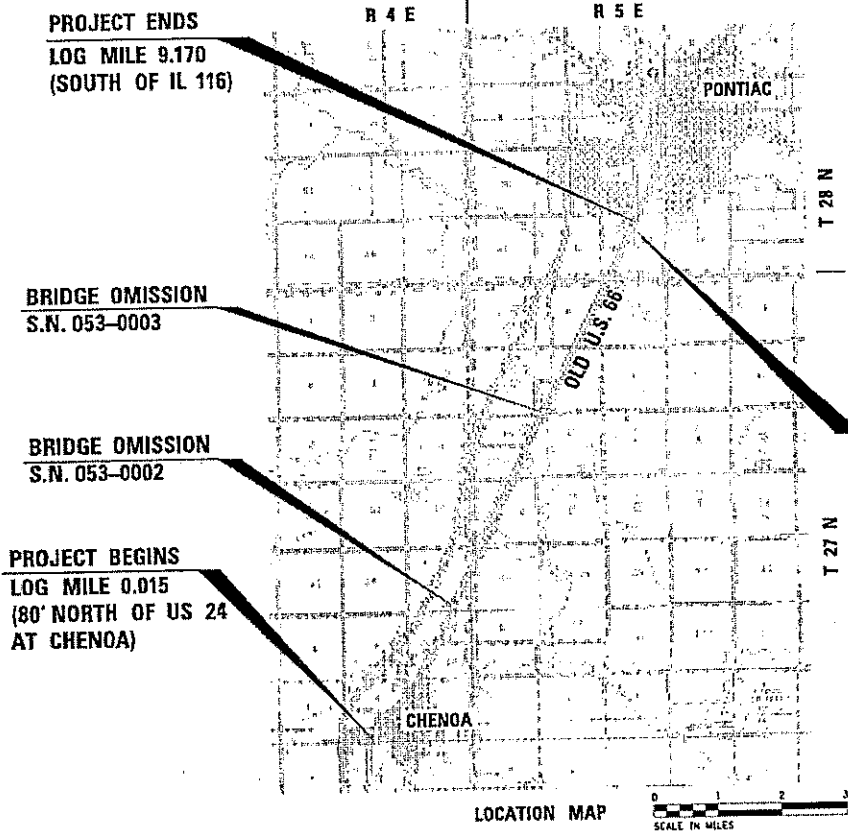 R 4 E
R 5 E
PROJECT ENDS
LOG MILE 9.170
(SOUTH OF IL 116)
PONTIAC
T 28 N
BRIDGE OMISSION
S.N. 053–0003
OLD U.S. 66
BRIDGE OMISSION
S.N. 053–0002
T 27 N
PROJECT BEGINS
LOG MILE 0.015
(80' NORTH OF US 24
AT CHENOA)
CHENOA
LOCATION MAP
0 1 2 3
SCALE IN MILES